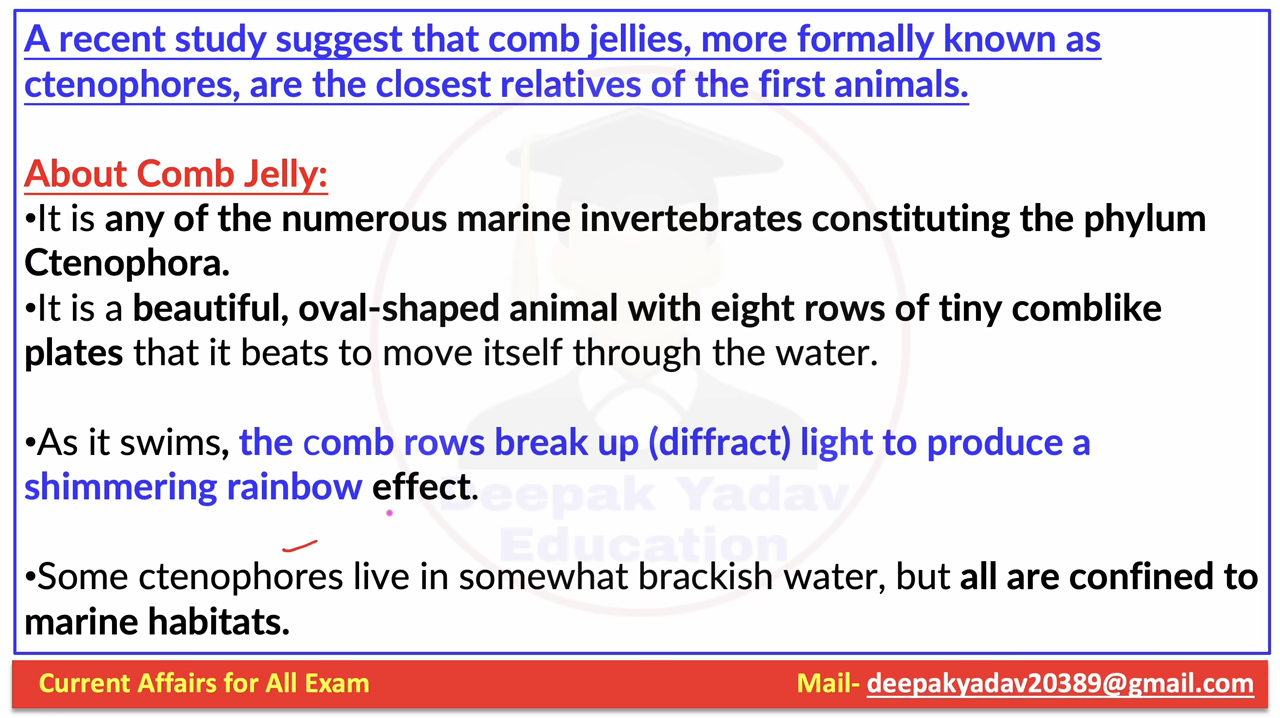 A recent study suggest that comb jellies, more formally known as
ctenophores, are the closest relatives of the first animals.
About Comb Jelly:
•It is any of the numerous marine invertebrates constituting the phylum
Ctenophora.
•It is a beautiful, oval-shaped animal with eight rows of tiny comblike
plates that it beats to move itself through the water.
•As it swims, the comb rows break up (diffract) light to produce a
shimmering rainbow effect.
Deepak Yadav
Education
•Some ctenophores live in somewhat brackish water, but all are confined to
marine habitats.
Current Affairs for All Exam
Mail- deepakyadav20389@gmail.com